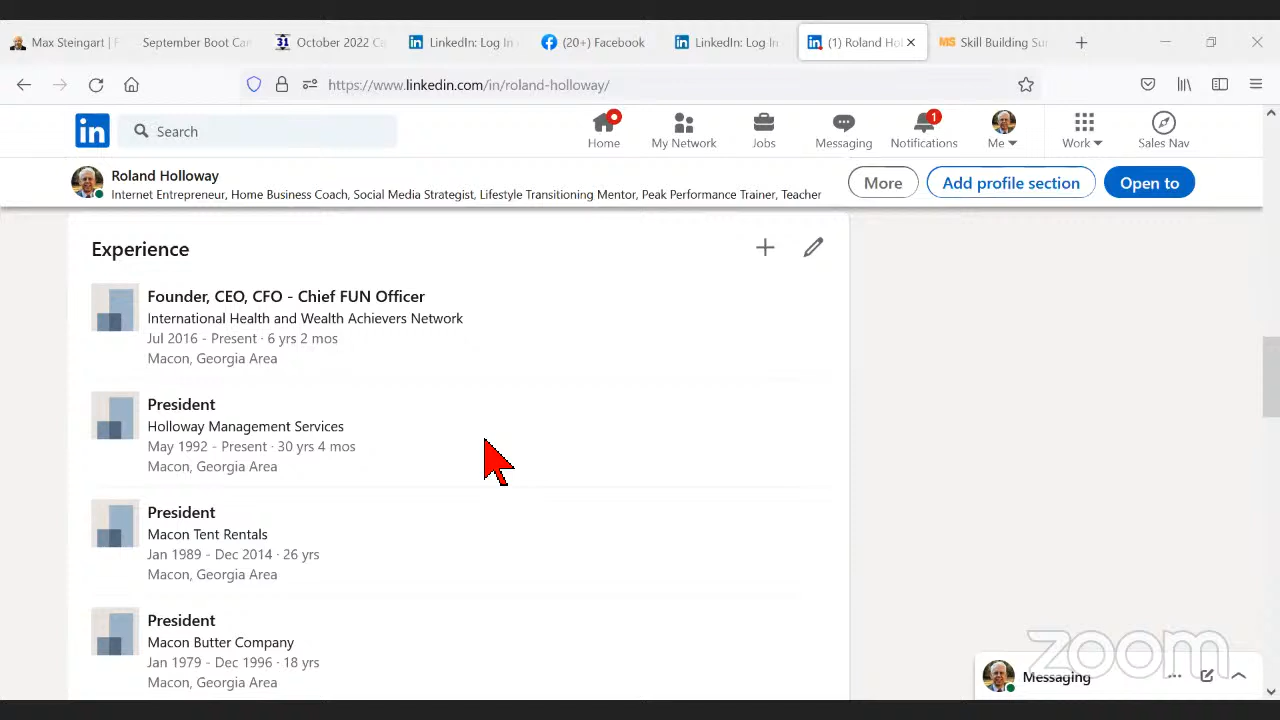 Max Steingart | F
September Boot Car
31 October 2022 Ca
in LinkedIn: Log In o
(20+) Facebook
in LinkedIn: Log In
in (1) Roland Hol
MS Skill Building Su
https://www.linkedin.com/in/roland-holloway/
in
Search
Home
My Network
Jobs
Messaging
1
Notifications
Me
Work
Sales Nav
Roland Holloway
Internet Entrepreneur, Home Business Coach, Social Media Strategist, Lifestyle Transitioning Mentor, Peak Performance Trainer, Teacher
More
Add profile section
Open to
Experience
Founder, CEO, CFO - Chief FUN Officer
International Health and Wealth Achievers Network
Jul 2016 - Present · 6 yrs 2 mos
Macon, Georgia Area
President
Holloway Management Services
May 1992 - Present · 30 yrs 4 mos
Macon, Georgia Area
President
Macon Tent Rentals
Jan 1989 - Dec 2014 · 26 yrs
Macon, Georgia Area
President
Macon Butter Company
Jan 1979 - Dec 1996 · 18 yrs
Macon, Georgia Area
zoom
Messaging